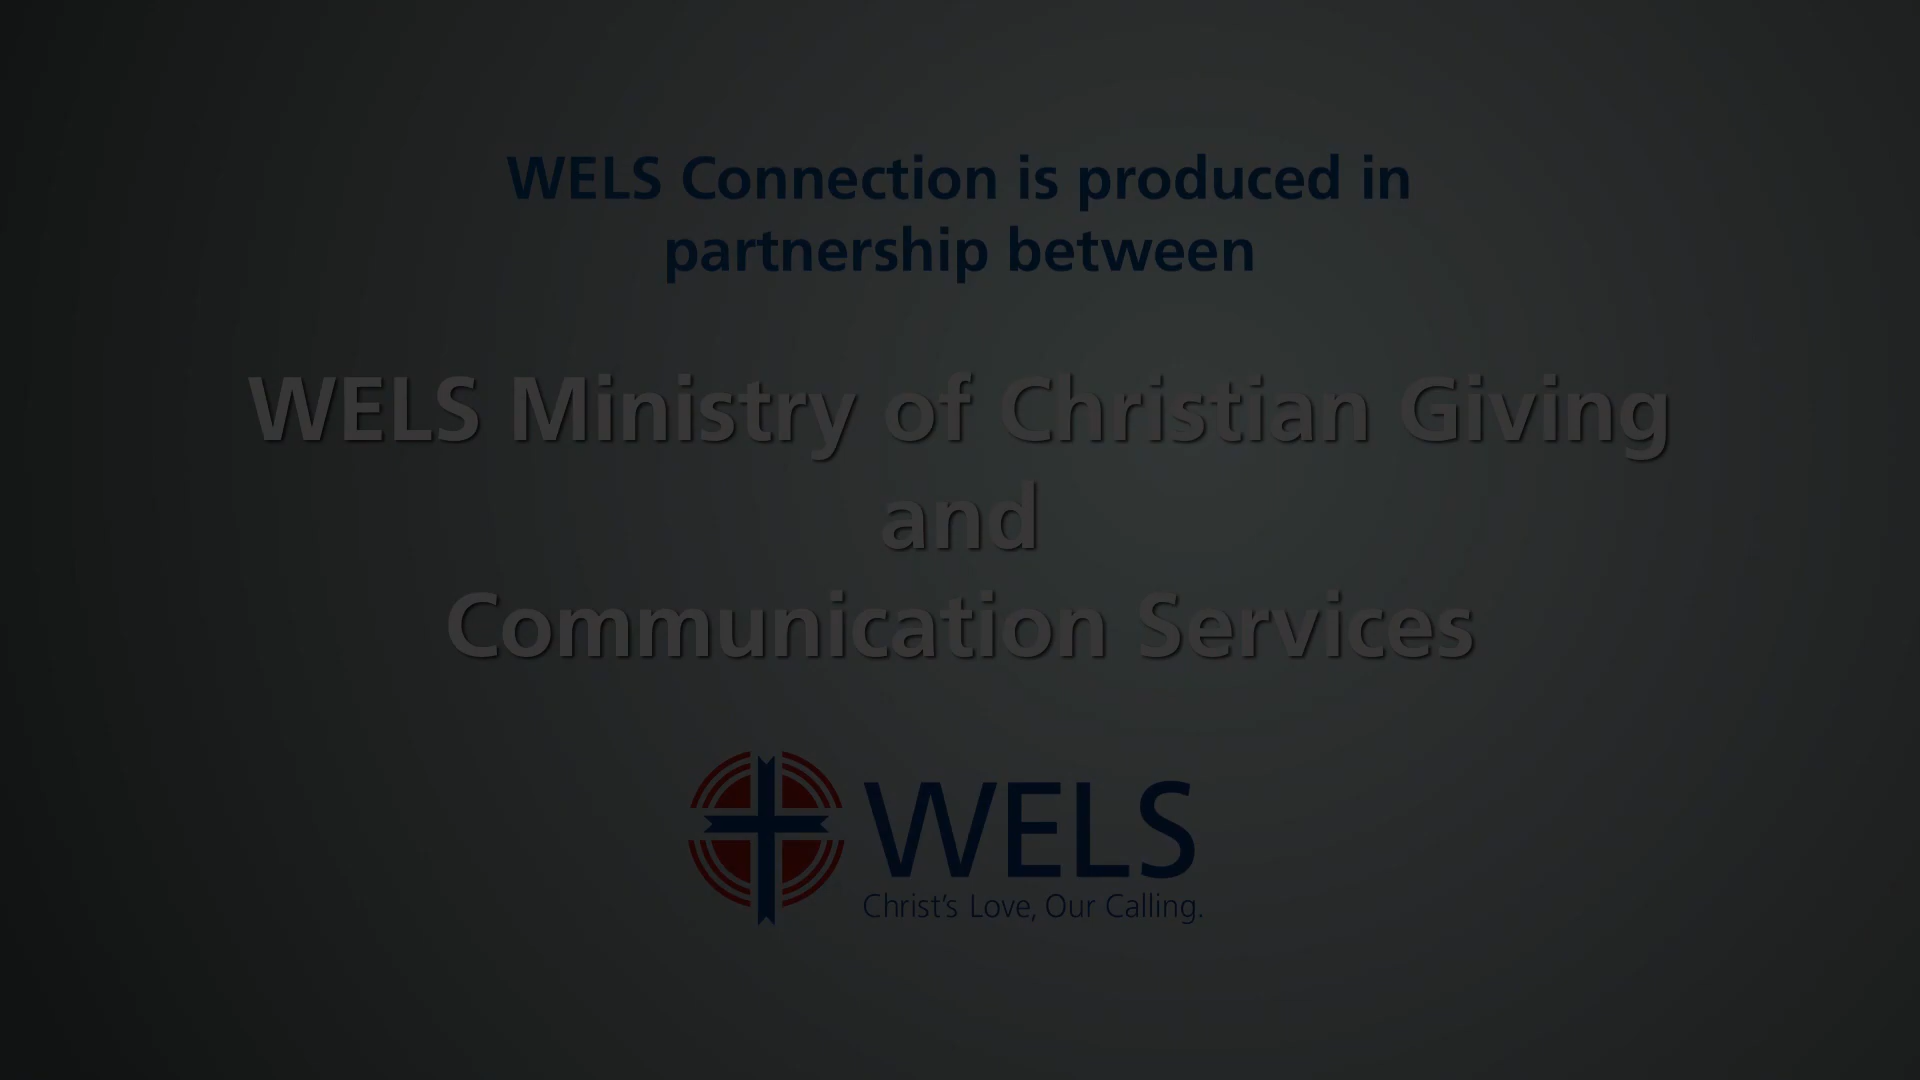 WELS Connection is produced in
partnership between
WELS Ministry of Christian Giving
and
Communication Services
WELS
Christ's Love, Our Calling.